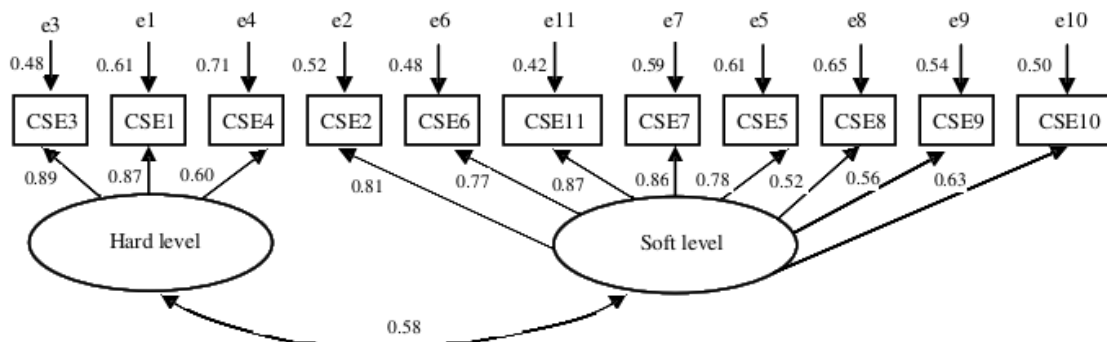 e3 e1 e4 e2 e6 e11 e7 e5 e8 e9 e10
0.48 0..61 0.71 0.52 0.48 0.42 0.59 0.61 0.65 0.54 0.50
CSE3 CSE1 CSE4 CSE2 CSE6 CSE11 CSE7 CSE5 CSE8 CSE9 CSE10
0.89 0.87 0.60 0.81 0.77 0.87 0.86 0.78 0.52 0.56 0.63
Hard level Soft level
0.58